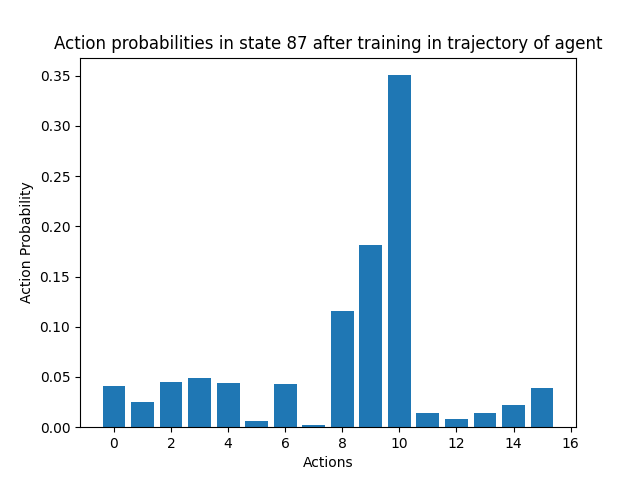 Action probabilities in state 87 after training in trajectory of agent
0.35
0.30
0.25
0.20
0.15
0.10
0.05
0.00
Action Probability
0 2 4 6 8 10 12 14 16
Actions